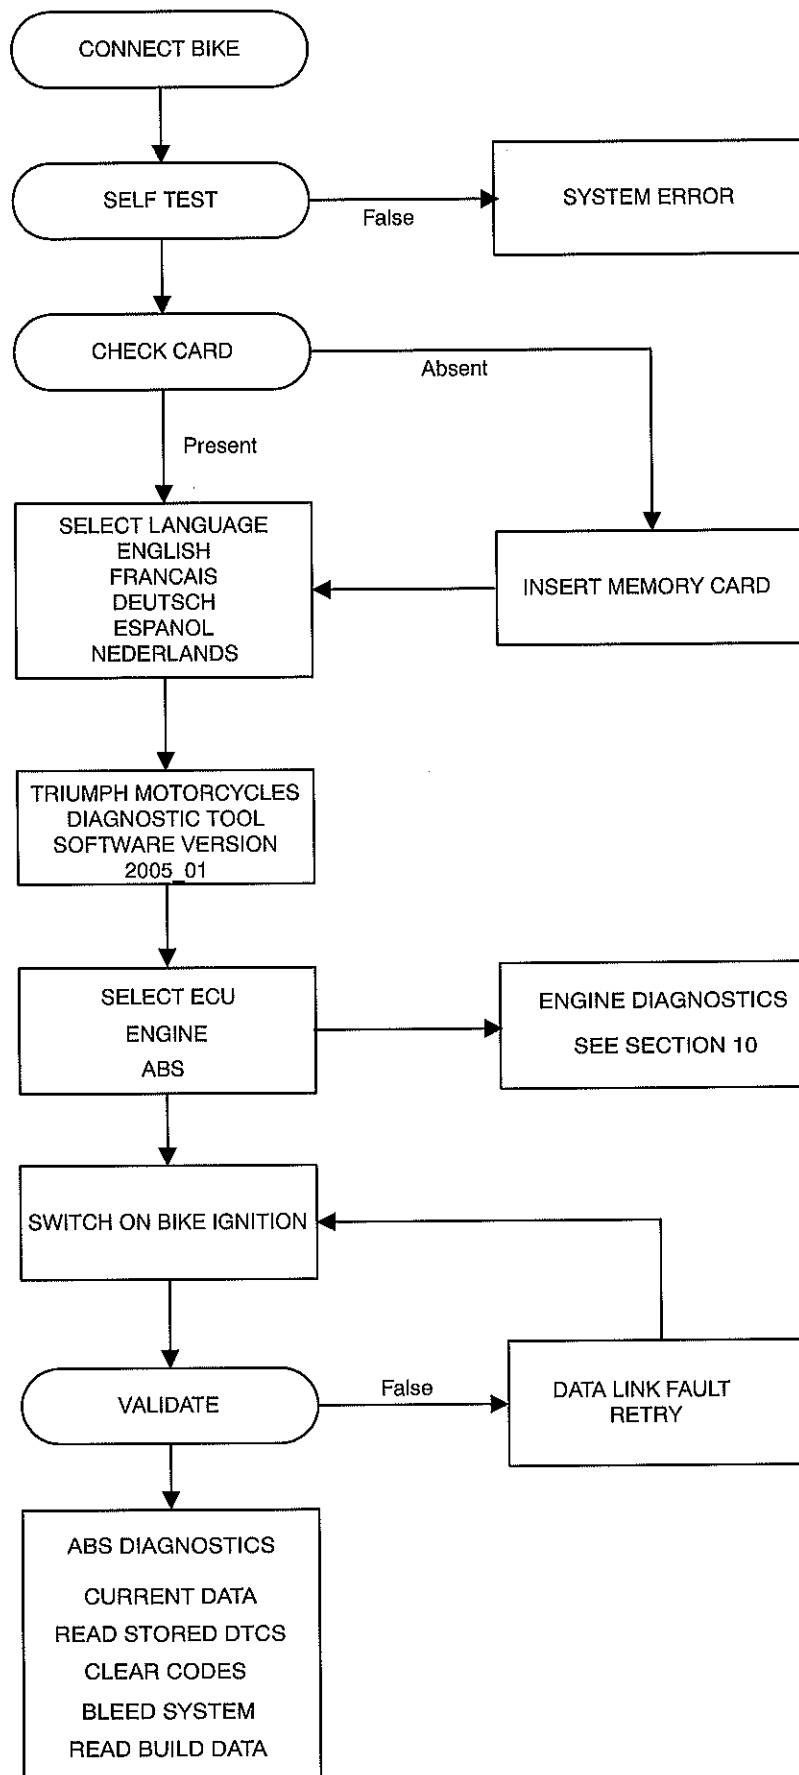 CONNECT BIKE
SELF TEST
False
SYSTEM ERROR
CHECK CARD
Absent
Present
SELECT LANGUAGE
ENGLISH
FRANCAIS
DEUTSCH
ESPANOL
NEDERLANDS
INSERT MEMORY CARD
TRIUMPH MOTORCYCLES
DIAGNOSTIC TOOL
SOFTWARE VERSION
2005_01
SELECT ECU
ENGINE
ABS
ENGINE DIAGNOSTICS
SEE SECTION 10
SWITCH ON BIKE IGNITION
VALIDATE
False
DATA LINK FAULT
RETRY
ABS DIAGNOSTICS
CURRENT DATA
READ STORED DTCS
CLEAR CODES
BLEED SYSTEM
READ BUILD DATA